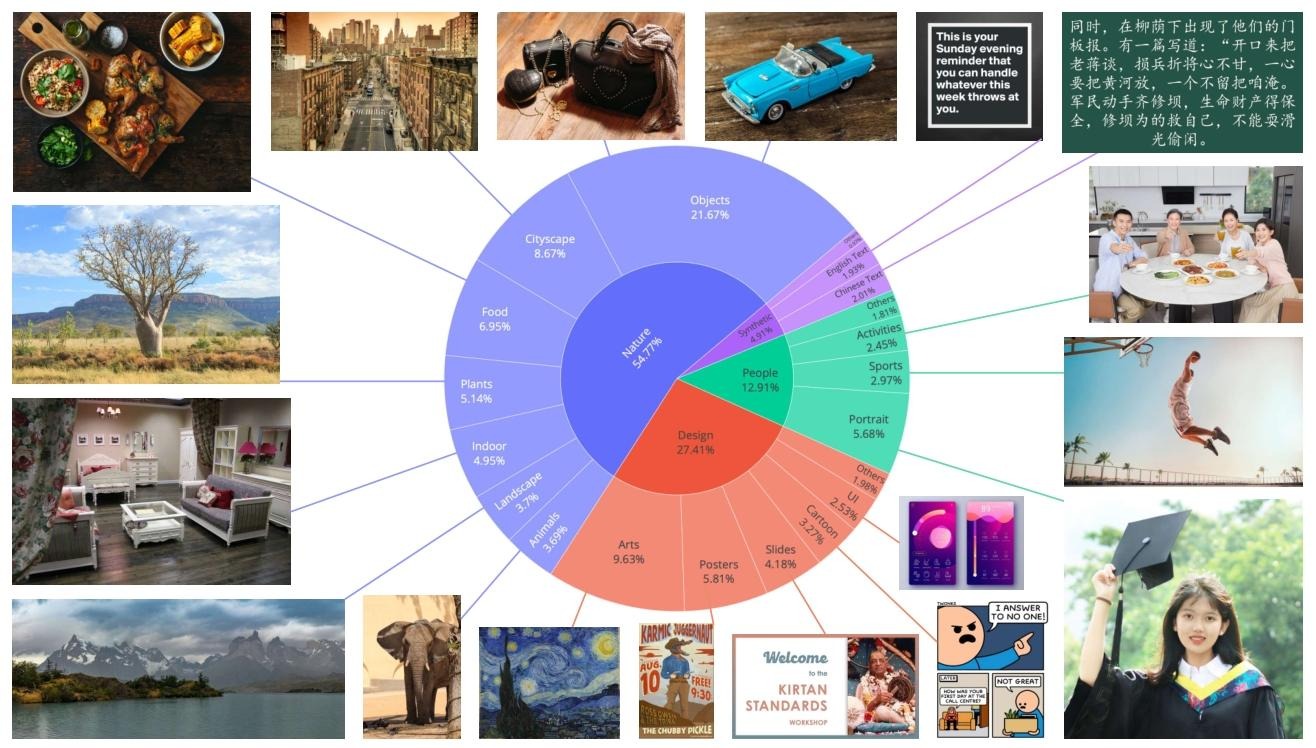 This is your
Sunday evening
reminder that
you can handle
whatever this
week throws at
you.
同时，在柳荫下出现了他们的门
板报。有一篇写道：“开口来把
老蒋谈，损兵折将心不甘，一心
要把黄河放，一个不留把咱淹。
军民动手齐修坝，生命财产得保
全，修坝为的救自己，不能耍滑
光偷闲。
Objects
21.67%
Cityscape
8.67%
Food
6.95%
Plants
5.14%
Indoor
4.95%
Landscape
3.7%
Animals
3.69%
Nature
54.77%
Synthetic
4.91%
English Text
1.93%
Chinese Text
2.01%
People
12.91%
Others
1.81%
Activities
2.45%
Sports
2.97%
Portrait
5.68%
Design
27.41%
Others
1.98%
UI
2.53%
Cartoon
3.27%
Slides
4.18%
Posters
5.81%
Arts
9.63%
KARMIC JUGGERNAUT
AUG.
10
FREE!
9:30
THE CHUBBY PICKLE
Welcome
to the
KIRTAN
STANDARDS
WORKSHOP
TWONKS
I ANSWER
TO NO ONE!
LATER
HOW WAS YOUR
FIRST DAY AT THE
CALL CENTRE?
NOT GREAT